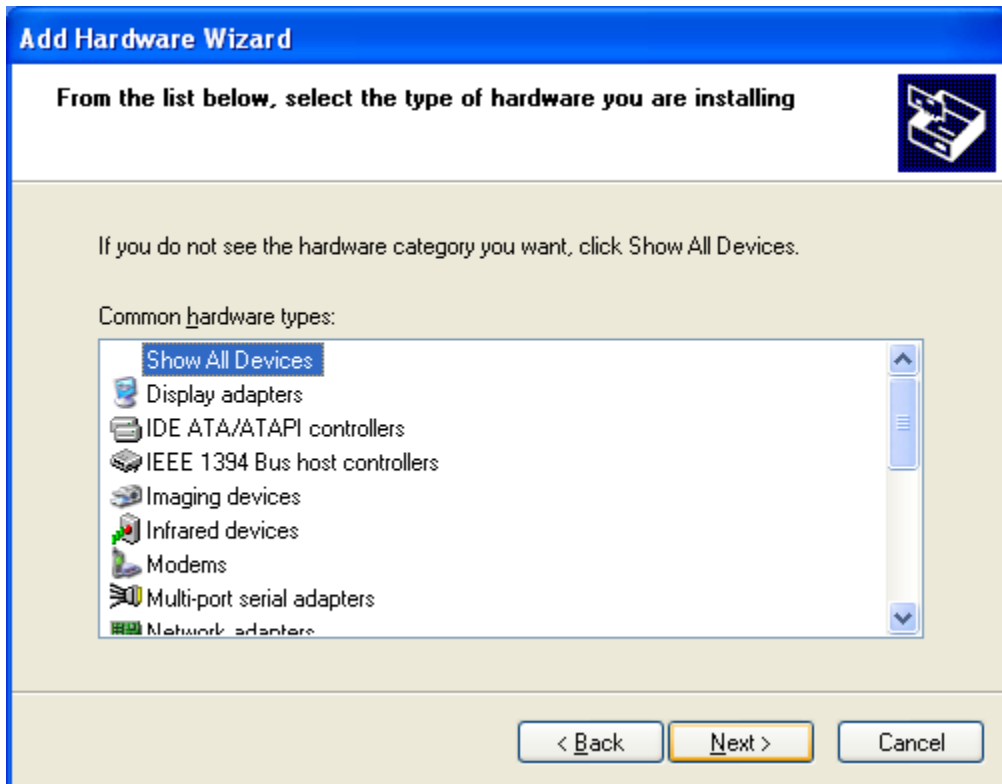 Add Hardware Wizard
From the list below, select the type of hardware you are installing
If you do not see the hardware category you want, click Show All Devices.
Common hardware types:
Show All Devices
Display adapters
IDE ATA/ATAPI controllers
IEEE 1394 Bus host controllers
Imaging devices
Infrared devices
Modems
Multi-port serial adapters
Network adapters
< Back
Next >
Cancel